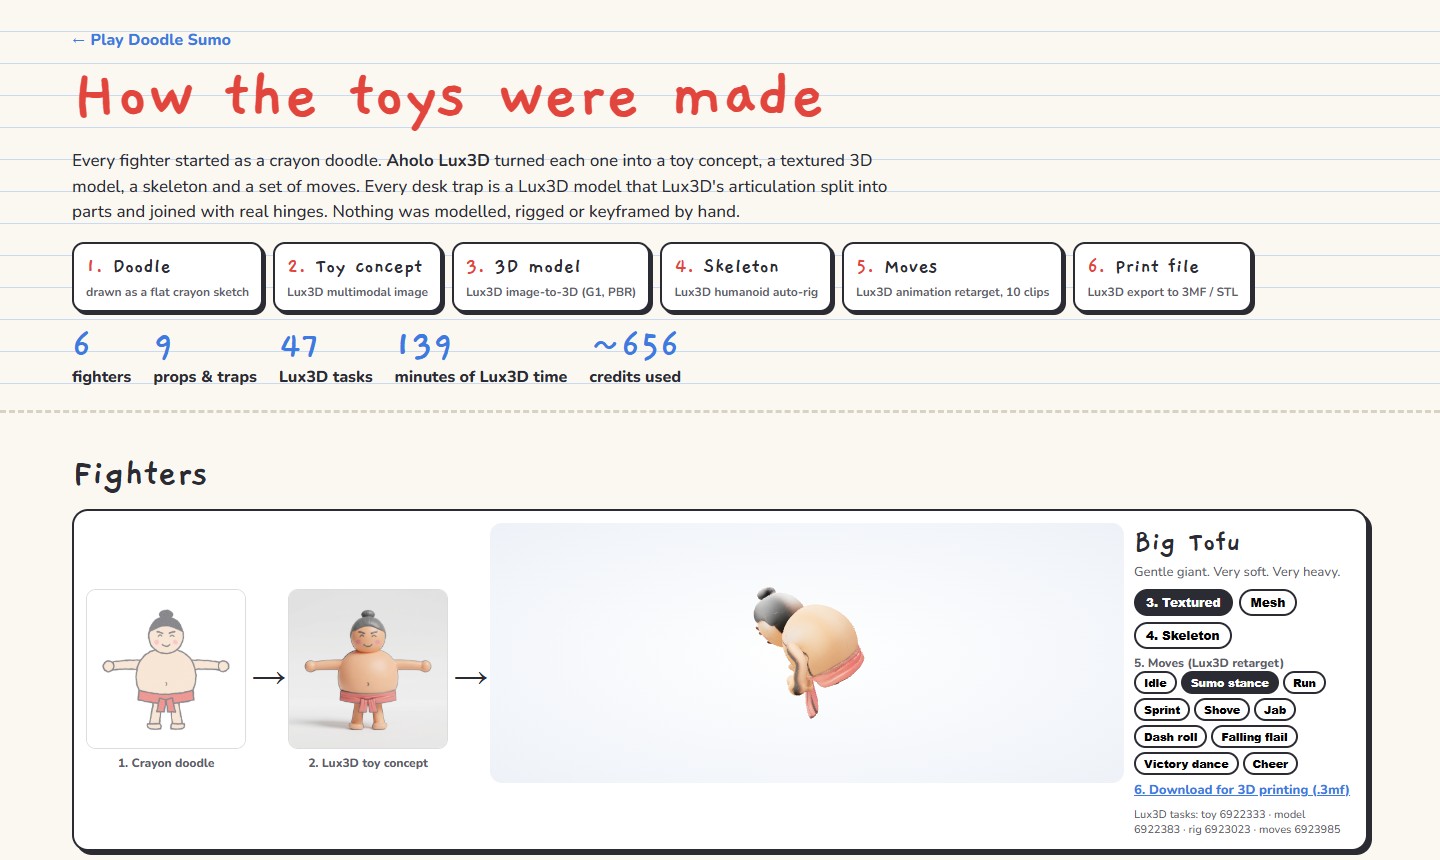 ← Play Doodle Sumo
How the toys were made
Every fighter started as a crayon doodle. Aholo Lux3D turned each one into a toy concept, a textured 3D
model, a skeleton and a set of moves. Every desk trap is a Lux3D model that Lux3D's articulation split into
parts and joined with real hinges. Nothing was modelled, rigged or keyframed by hand.
1. Doodle
drawn as a flat crayon sketch
2. Toy concept
Lux3D multimodal image
3. 3D model
Lux3D image-to-3D (G1, PBR)
4. Skeleton
Lux3D humanoid auto-rig
5. Moves
Lux3D animation retarget, 10 clips
6. Print file
Lux3D export to 3MF / STL
6
fighters
9
props & traps
47
Lux3D tasks
139
minutes of Lux3D time
~656
credits used
Fighters
1. Crayon doodle
→
2. Lux3D toy concept
→
Big Tofu
Gentle giant. Very soft. Very heavy.
3. Textured Mesh
4. Skeleton
5. Moves (Lux3D retarget)
Idle Sumo stance Run
Sprint Shove Jab
Dash roll Falling flail
Victory dance Cheer
6. Download for 3D printing (.3mf)
Lux3D tasks: toy 6922333 · model
6922383 · rig 6923023 · moves 6923985